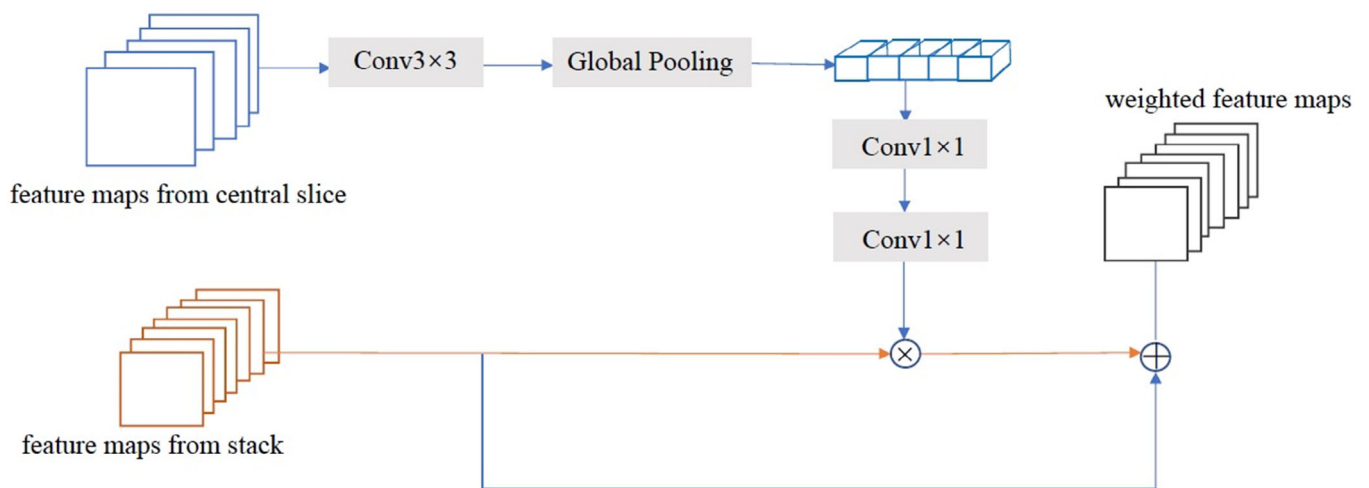 Conv3×3
Global Pooling
weighted feature maps
Conv1×1
feature maps from central slice
Conv1×1
feature maps from stack